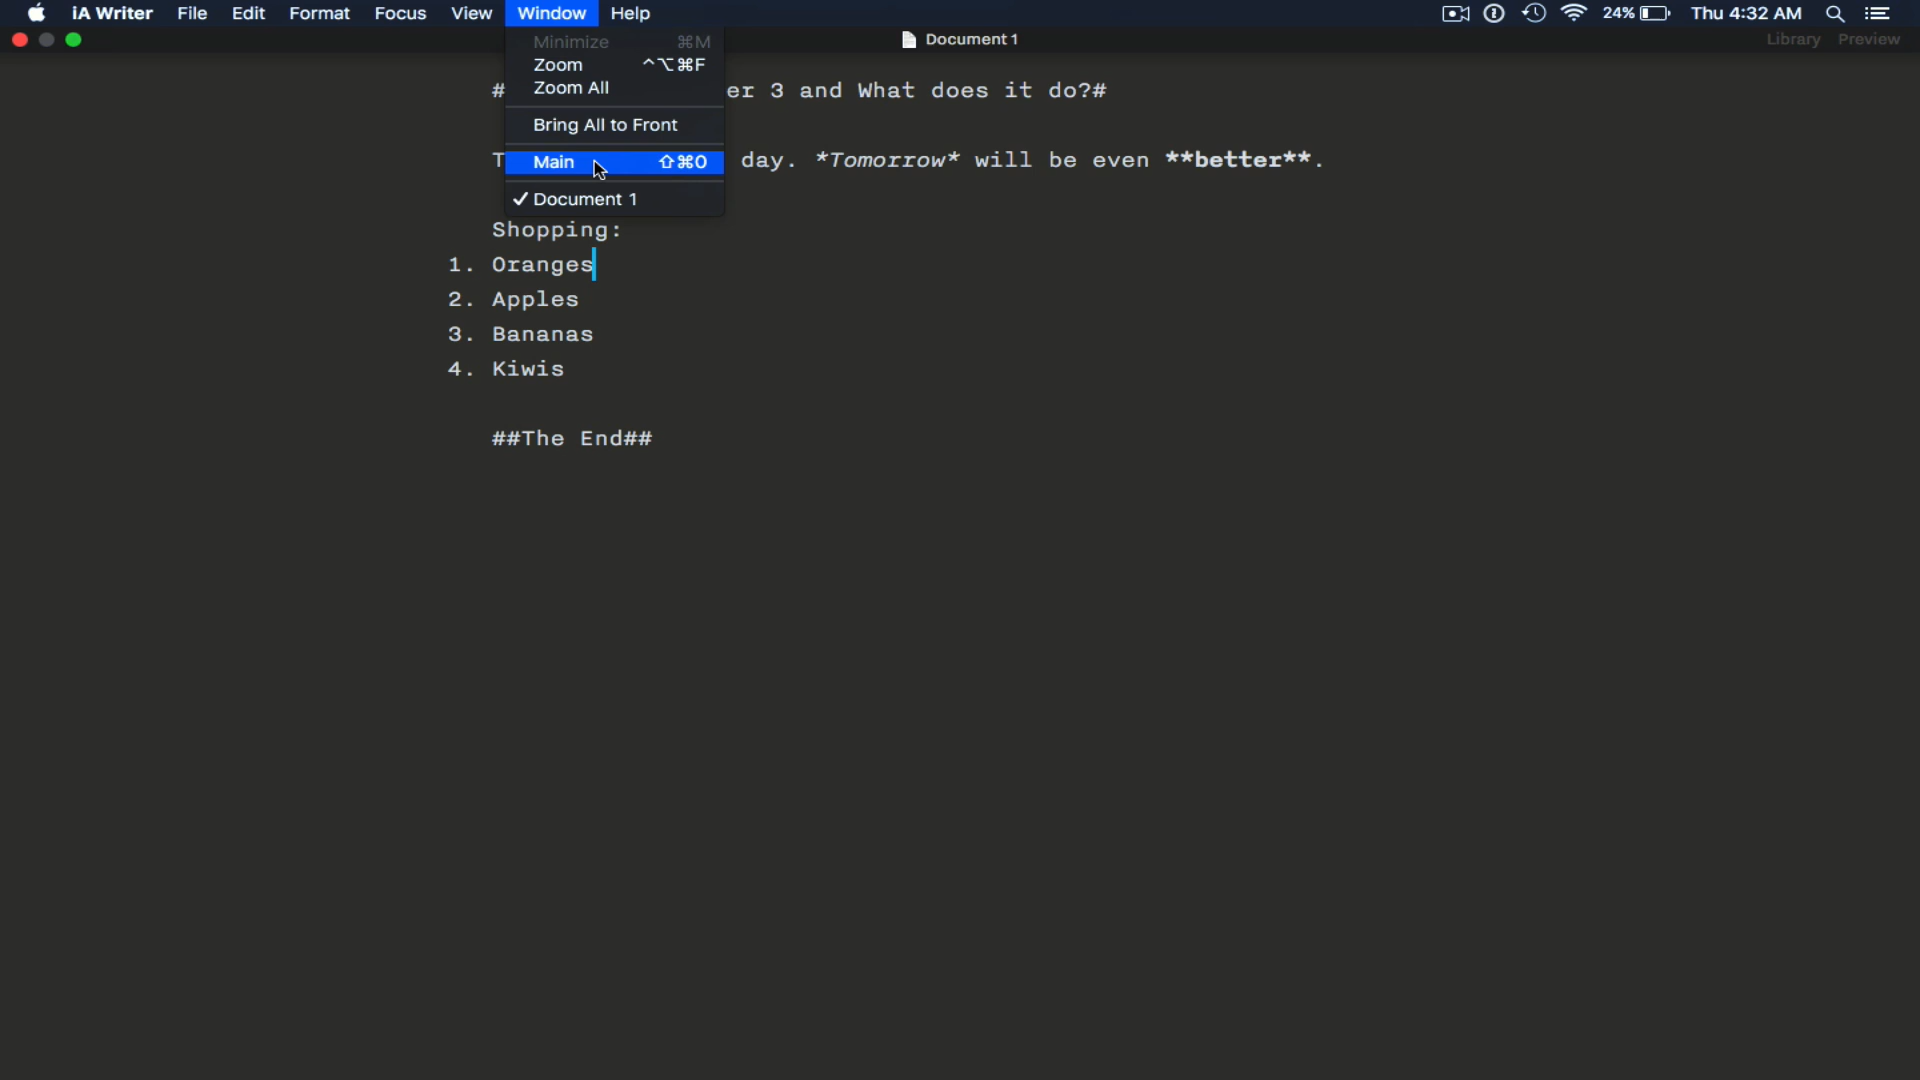 iA Writer File Edit Format Focus View Window Help 24% Thu 4:32 AM
Document 1 Library Preview
Minimize ⌘M
Zoom ^⌥⌘F
Zoom All
Bring All to Front
Main ⇧⌘0
✓ Document 1
# er 3 and What does it do?#
T day. *Tomorrow* will be even **better**.
Shopping:
1. Oranges
2. Apples
3. Bananas
4. Kiwis
##The End##